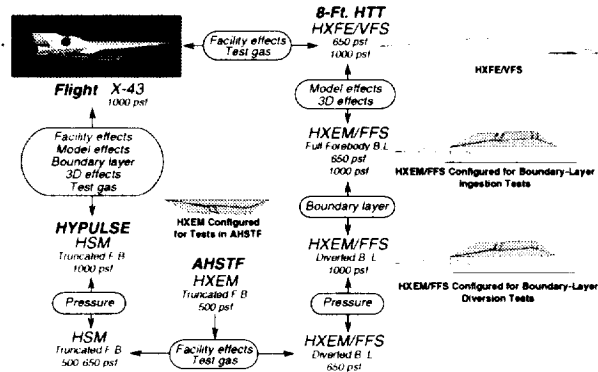 8-Ft. HTT
HXFE/VFS
650 psf
1000 psf
Facility effects
Test gas
HXFE/VFS
Flight X-43
1000 psf
Model effects
3D effects
Facility effects
Model effects
Boundary layer
3D effects
Test gas
HXEM/FFS
Full Forebody B.L
650 psf
1000 psf
HXEM/FFS Configured for Boundary-Layer
Ingestion Tests
Boundary layer
HXEM Configured
for Tests in AHSTF
HYPULSE
HSM
Truncated F B
1000 psf
AHSTF
HXEM
Truncated F B
500 psf
HXEM/FFS
Diverted B L
1000 psf
HXEM/FFS Configured for Boundary-Layer
Diversion Tests
Pressure
Pressure
HSM
Truncated F B
500 650 psf
Facility effects
Test gas
HXEM/FFS
Diverted B. L
650 psf